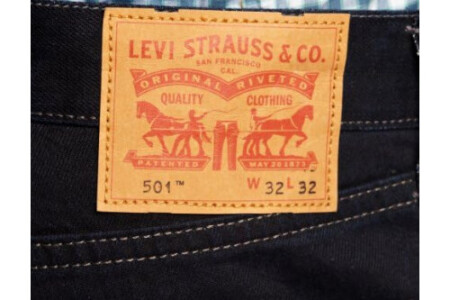 LEVI STRAUSS & CO.
SAN FRANCISCO
CAL.
ORIGINAL RIVETED
QUALITY CLOTHING
PATENTED MAY 20 1873
501™ W 32 L 32